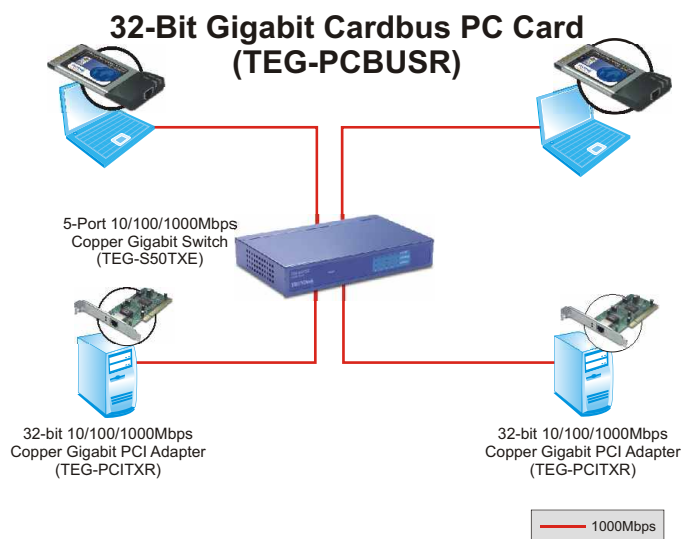 32-Bit Gigabit Cardbus PC Card
(TEG-PCBUSR)
5-Port 10/100/1000Mbps
Copper Gigabit Switch
(TEG-S50TXE)
32-bit 10/100/1000Mbps
Copper Gigabit PCI Adapter
(TEG-PCITXR)
32-bit 10/100/1000Mbps
Copper Gigabit PCI Adapter
(TEG-PCITXR)
1000Mbps